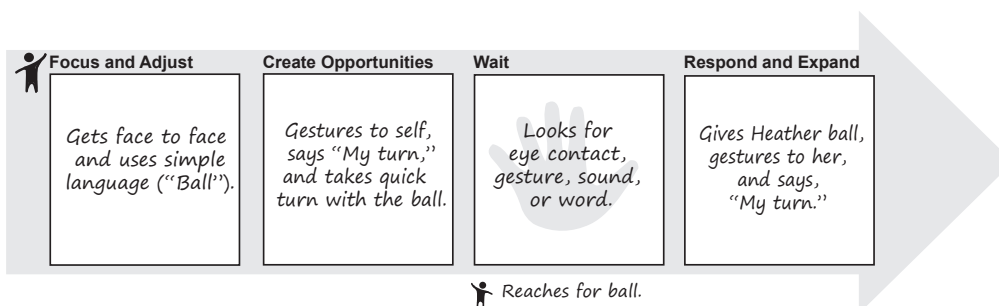 Focus and Adjust
Gets face to face
and uses simple
language (“Ball”).
Create Opportunities
Gestures to self,
says “My turn,”
and takes quick
turn with the ball.
Wait
Looks for
eye contact,
gesture, sound,
or word.
Reaches for ball.
Respond and Expand
Gives Heather ball,
gestures to her,
and says,
“My turn.”